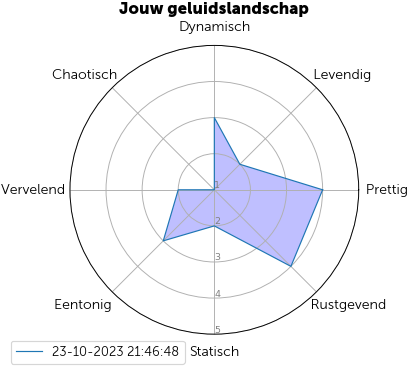 Jouw geluidslandschap
Dynamisch
Chaotisch
Levendig
Vervelend
1
Prettig
2
3
Eentonig
4
Rustgevend
5
23-10-2023 21:46:48
Statisch